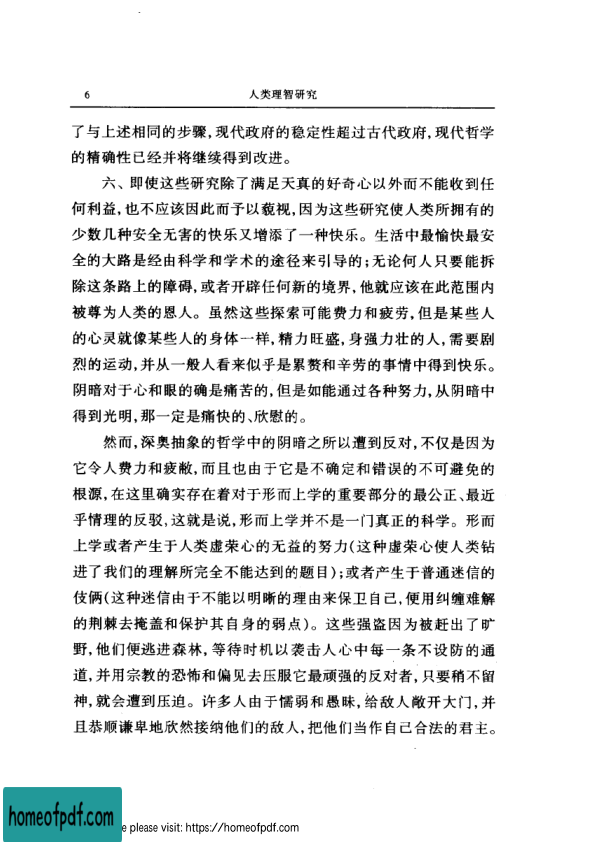 6 人类理智研究
了与上述相同的步骤,现代政府的稳定性超过古代政府,现代哲学
的精确性已经并将继续得到改进。
六、即使这些研究除了满足天真的好奇心以外而不能收到任
何利益,也不应该因此而予以藐视,因为这些研究使人类所拥有的
少数几种安全无害的快乐又增添了一种快乐。生活中最愉快最安
全的大路是经由科学和学术的途径来引导的;无论何人只要能拆
除这条路上的障碍,或者开辟任何新的境界,他就应该在此范围内
被尊为人类的恩人。虽然这些探索可能费力和疲劳,但是某些人
的心灵就像某些人的身体一样,精力旺盛,身强力壮的人,需要剧
烈的运动,并从一般人看来似乎是累赘和辛劳的事情中得到快乐。
阴暗对于心和眼的确是痛苦的,但是如能通过各种努力,从阴暗中
得到光明,那一定是痛快的、欣慰的。
然而,深奥抽象的哲学中的阴暗之所以遭到反对,不仅是因为
它令人费力和疲敝,而且也由于它是不确定和错误的不可避免的
根源,在这里确实存在着对于形而上学的重要部分的最公正、最近
乎情理的反驳,这就是说,形而上学并不是一门真正的科学。形而
上学或者产生于人类虚荣心的无益的努力(这种虚荣心使人类钻
进了我们的理解所完全不能达到的题目);或者产生于普通迷信的
伎俩(这种迷信由于不能以明晰的理由来保卫自己,便用纠缠难解
的荆棘去掩盖和保护其自身的弱点)。这些强盗因为被赶出了旷
野,他们便逃进森林,等待时机以袭击人心中每一条不设防的通
道,并用宗教的恐怖和偏见去压服它最顽强的反对者,只要稍不留
神,就会遭到压迫。许多人由于懦弱和愚昧,给敌人敞开大门,并
且恭顺谦卑地欣然接纳他们的敌人,把他们当作自己合法的君主。
homeofpdf.com
e please visit: https://homeofpdf.com